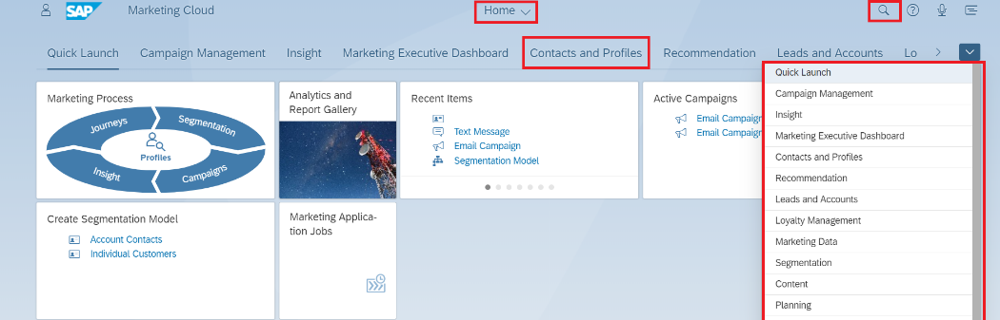 SAP Marketing Cloud Home
Quick Launch Campaign Management Insight Marketing Executive Dashboard Contacts and Profiles Recommendation Leads and Accounts Lo
Marketing Process
Journeys
Segmentation
Profiles
Insight
Campaigns
Analytics and
Report Gallery
Recent Items
Text Message
Email Campaign
Segmentation Model
Active Campaigns
Email Campaign
Email Campaign
Create Segmentation Model
Account Contacts
Individual Customers
Marketing Applica-
tion Jobs
Quick Launch
Campaign Management
Insight
Marketing Executive Dashboard
Contacts and Profiles
Recommendation
Leads and Accounts
Loyalty Management
Marketing Data
Segmentation
Content
Planning